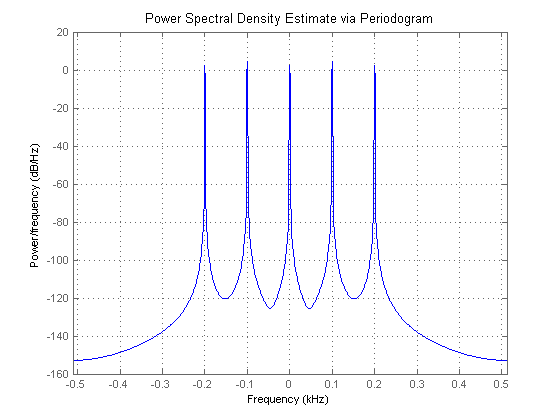 Power Spectral Density Estimate via Periodogram
20
0
-20
-40
-60
-80
-100
-120
-140
-160
Power/frequency (dB/Hz)
-0.5 -0.4 -0.3 -0.2 -0.1 0 0.1 0.2 0.3 0.4 0.5
Frequency (kHz)